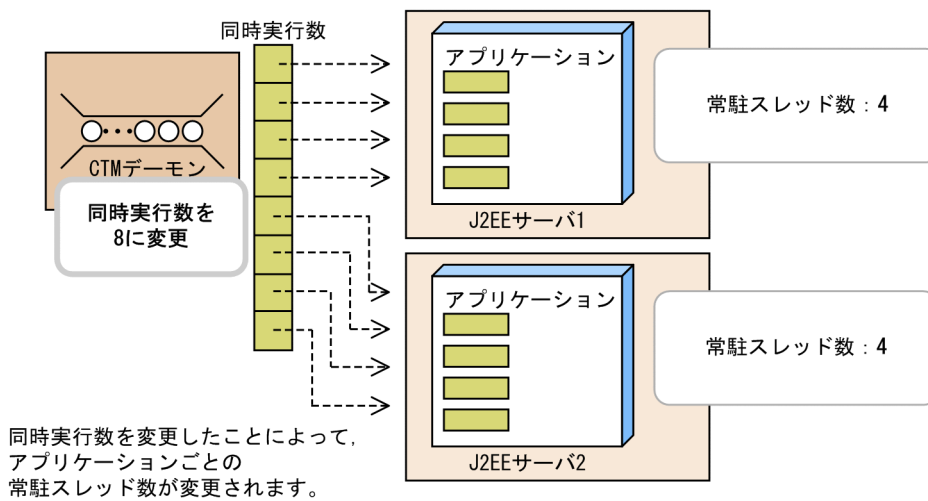 同時実行数
アプリケーション
常駐スレッド数：4
CTMデーモン
同時実行数を
8に変更
J2EEサーバ1
アプリケーション
常駐スレッド数：4
J2EEサーバ2
同時実行数を変更したことによって，
アプリケーションごとの
常駐スレッド数が変更されます。